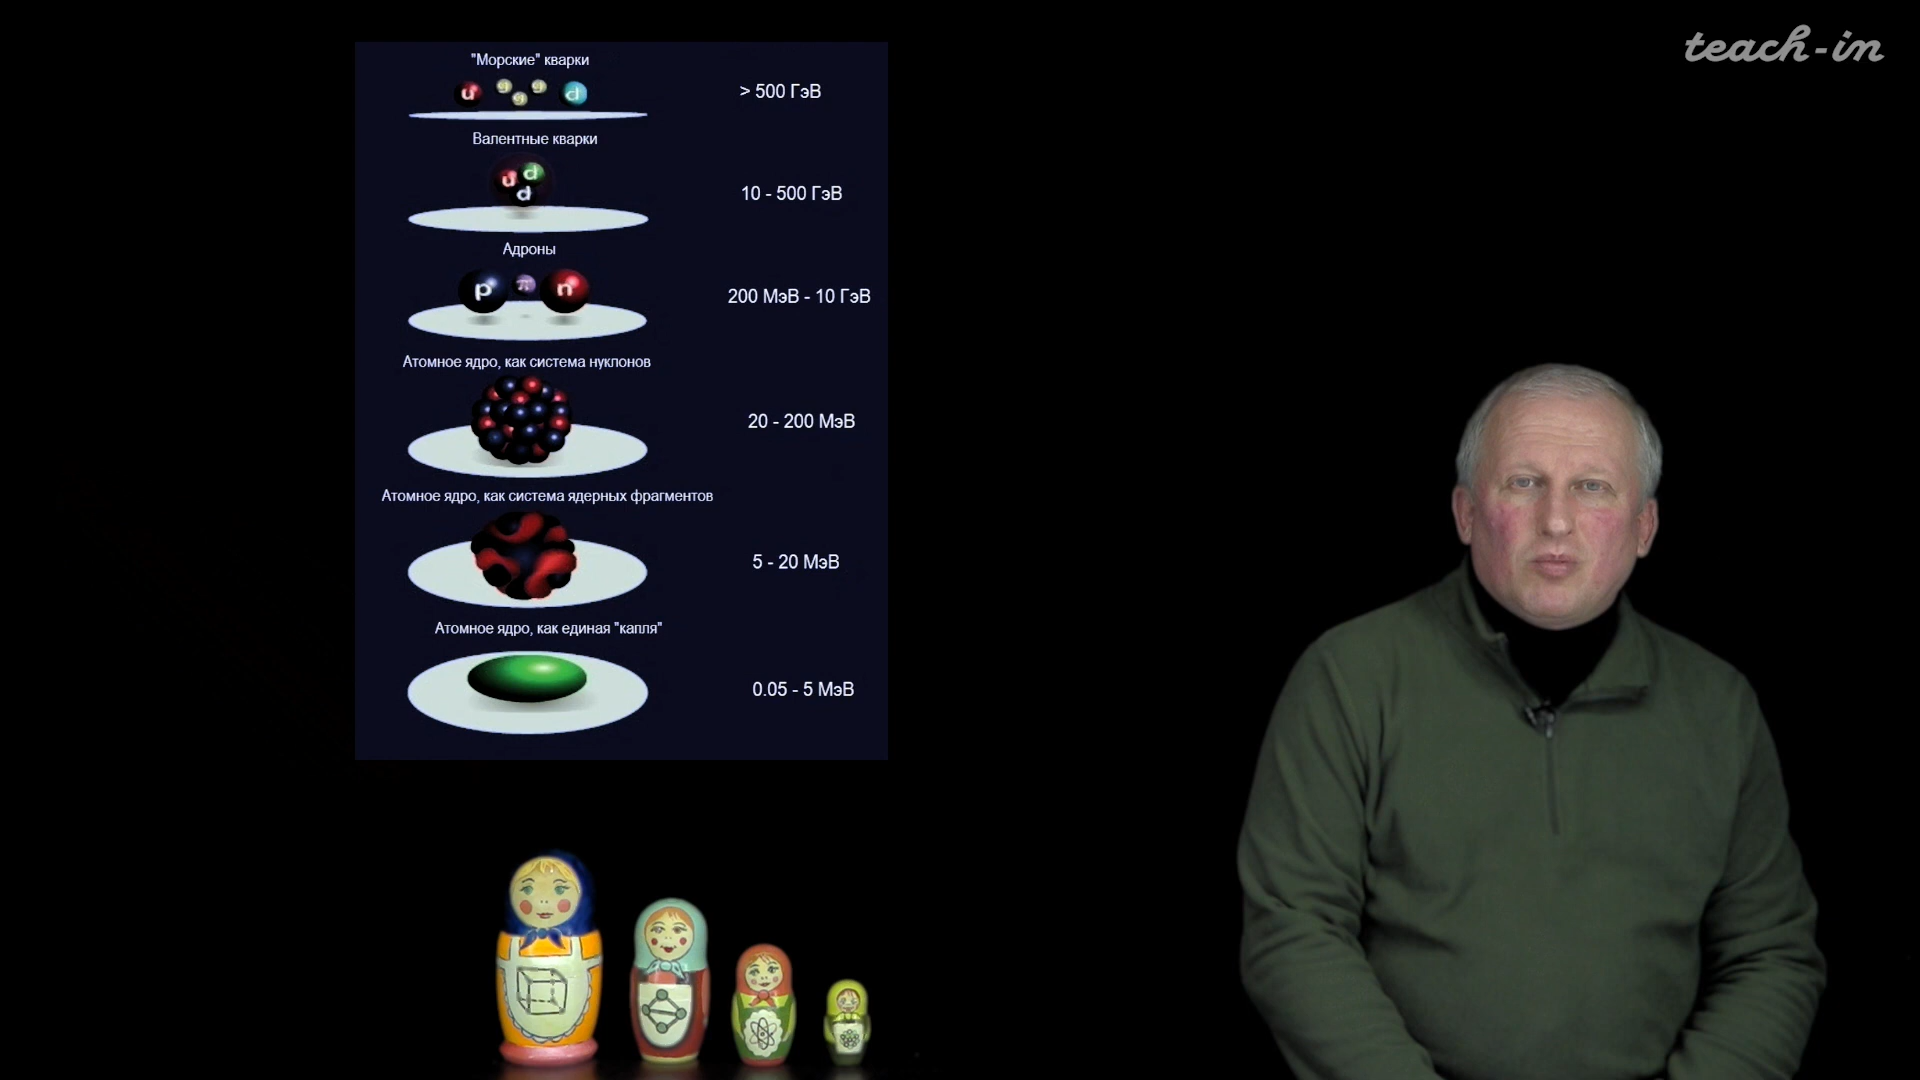 teach-in
"Морские" кварки
u g g g d
> 500 ГэВ
Валентные кварки
u d
d
10 - 500 ГэВ
Адроны
p π n
200 МэВ - 10 ГэВ
Атомное ядро, как система нуклонов
20 - 200 МэВ
Атомное ядро, как система ядерных фрагментов
5 - 20 МэВ
Атомное ядро, как единая "капля"
0.05 - 5 МэВ